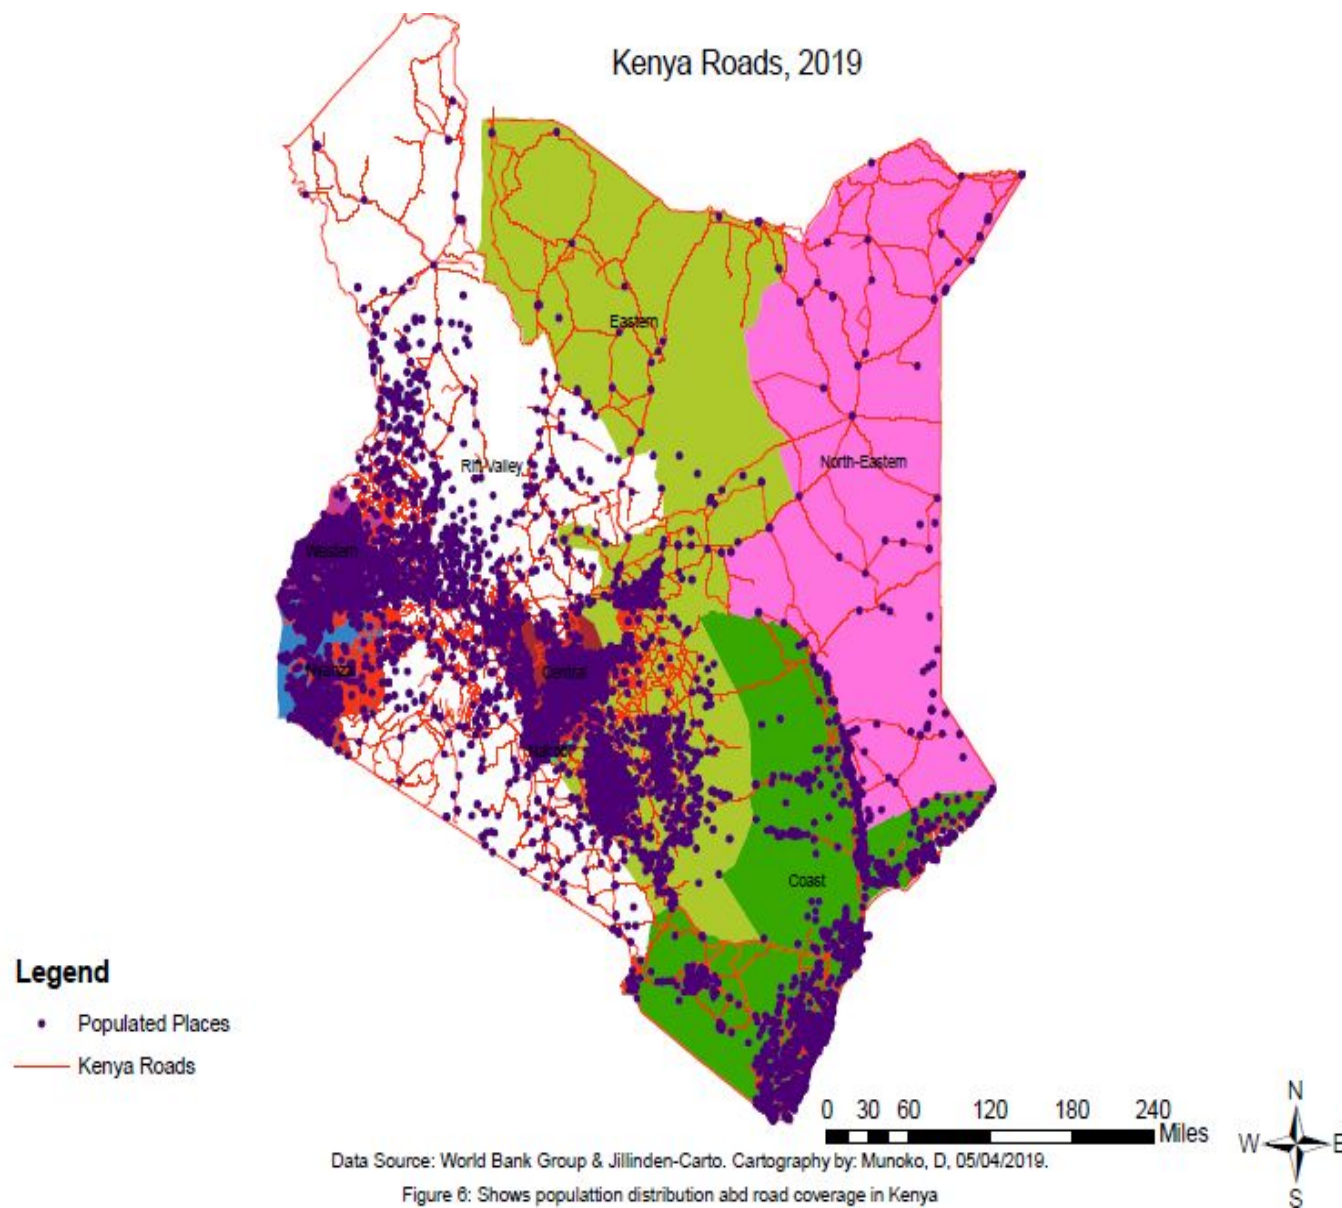 Kenya Roads, 2019
Eastern
Rift-Valley
North-Eastern
Western
Central
Coast
Legend
Populated Places
Kenya Roads
0 30 60 120 180 240
Miles
N
W E
S
Data Source: World Bank Group & Jillinden-Carto. Cartography by: Munoko, D, 05/04/2019.
Figure 6: Shows populattion distribution abd road coverage in Kenya